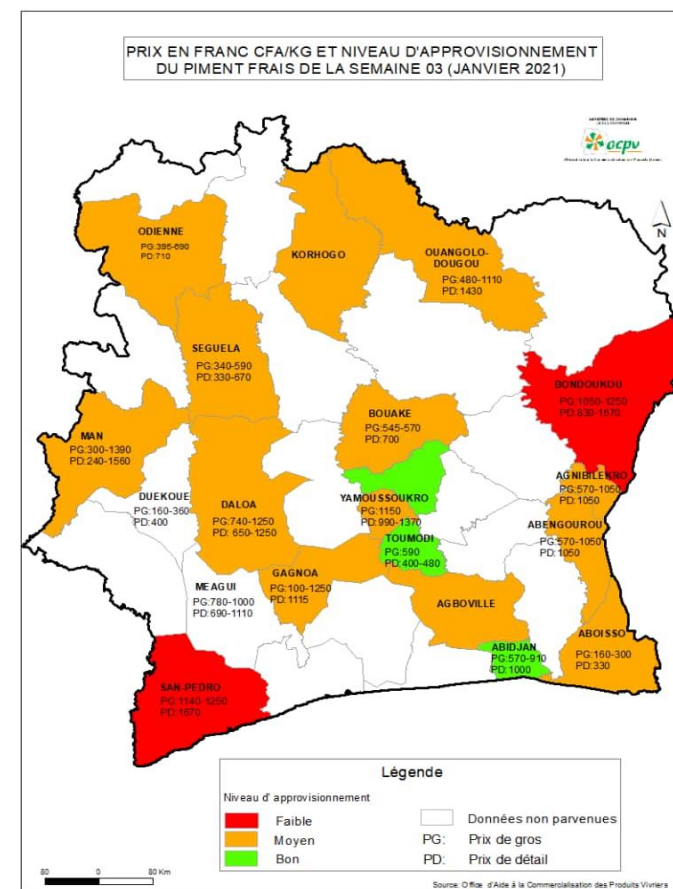 PRIX EN FRANC CFA/KG ET NIVEAU D'APPROVISIONNEMENT
DU PIMENT FRAIS DE LA SEMAINE 03 (JANVIER 2021)
ocpv
N
ODIENNE
PG:395-690
PD:710
KORHOGO
OUANGOLO-
DOUGOU
PG:480-1110
PD:1430
SEGUELA
PG:340-590
PD:330-670
BONDOUKOU
PG:1050-1250
PD:830-1670
BOUAKE
PG:545-570
PD:700
MAN
PG:300-1390
PD:240-1560
DUEKOUE
PG:160-360
PD:400
DALOA
PG:740-1250
PD: 650-1250
YAMOUSSOUKRO
PG:1150
PD:990-1370
AGNIBILEKRO
PG:570-1050
PD:1050
TOUMODI
PG:590
PD:400-480
ABENGOUROU
PG:570-1050
PD:1050
MEAGUI
PG:780-1000
PD:690-1110
GAGNOA
PG:100-1250
PD:1115
AGBOVILLE
ABIDJAN
PG:570-910
PD:1000
ABOISSO
PG:160-300
PD:330
SAN-PEDRO
PG:1140-1250
PD:1670
Légende
Niveau d' approvisionnement
Faible
Moyen
Bon
Données non parvenues
PG: Prix de gros
PD: Prix de détail
80 0 80 Km
Source: Office d'Aide à la Commercialisation des Produits Vivriers